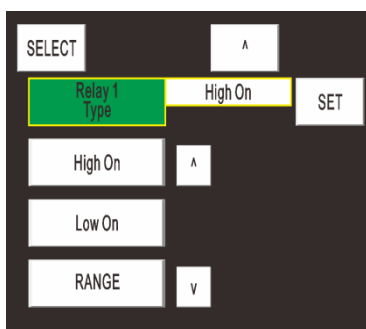 SELECT
^
Relay 1
Type
High On
SET
High On
^
Low On
RANGE
v